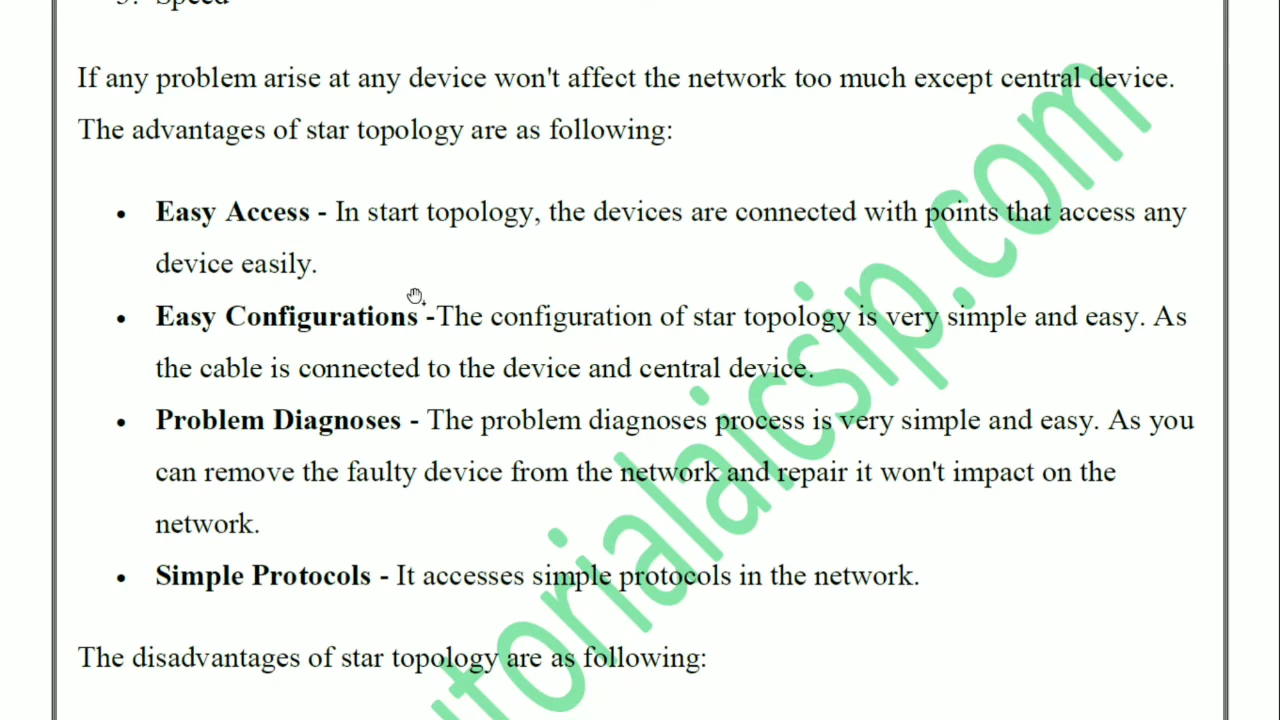 3. Speed
If any problem arise at any device won't affect the network too much except central device.
The advantages of star topology are as following:
• Easy Access - In start topology, the devices are connected with points that access any
device easily.
• Easy Configurations -The configuration of star topology is very simple and easy. As
the cable is connected to the device and central device.
• Problem Diagnoses - The problem diagnoses process is very simple and easy. As you
can remove the faulty device from the network and repair it won't impact on the
network.
• Simple Protocols - It accesses simple protocols in the network.
The disadvantages of star topology are as following:
utorialaicsip.com